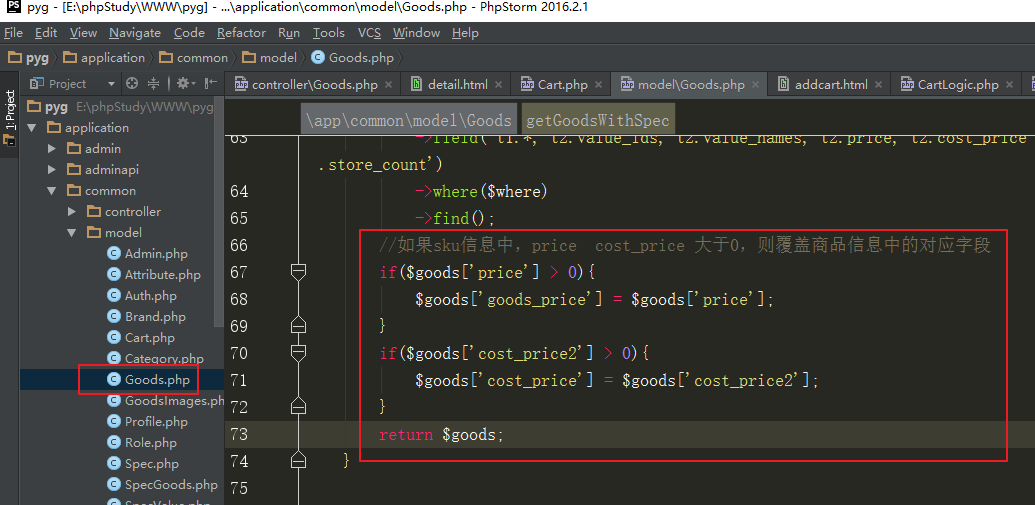 pyg - [E:\phpStudy\WWW\pyg] - ...\application\common\model\Goods.php - PhpStorm 2016.2.1
File Edit View Navigate Code Refactor Run Tools VCS Window Help
pyg application common model Goods.php
Project controller\Goods.php detail.html Cart.php model\Goods.php addcart.html CartLogic.php
1: Project
pyg E:\phpStudy\WWW\pyg
application
admin
adminapi
common
controller
model
Admin.php
Attribute.php
Auth.php
Brand.php
Cart.php
Category.php
Goods.php
GoodsImages.ph
Profile.php
Role.php
Spec.php
SpecGoods.php
SpecValue.php
\app\common\model\Goods getGoodsWithSpec
63 ->field('t1.*, t2.value_ids, t2.value_names, t2.price, t2.cost_price
.store_count')
64 ->where($where)
65 ->find();
66 //如果sku信息中，price cost_price 大于0，则覆盖商品信息中的对应字段
67 if($goods['price'] > 0){
68 $goods['goods_price'] = $goods['price'];
69 }
70 if($goods['cost_price2'] > 0){
71 $goods['cost_price'] = $goods['cost_price2'];
72 }
73 return $goods;
74 }
75